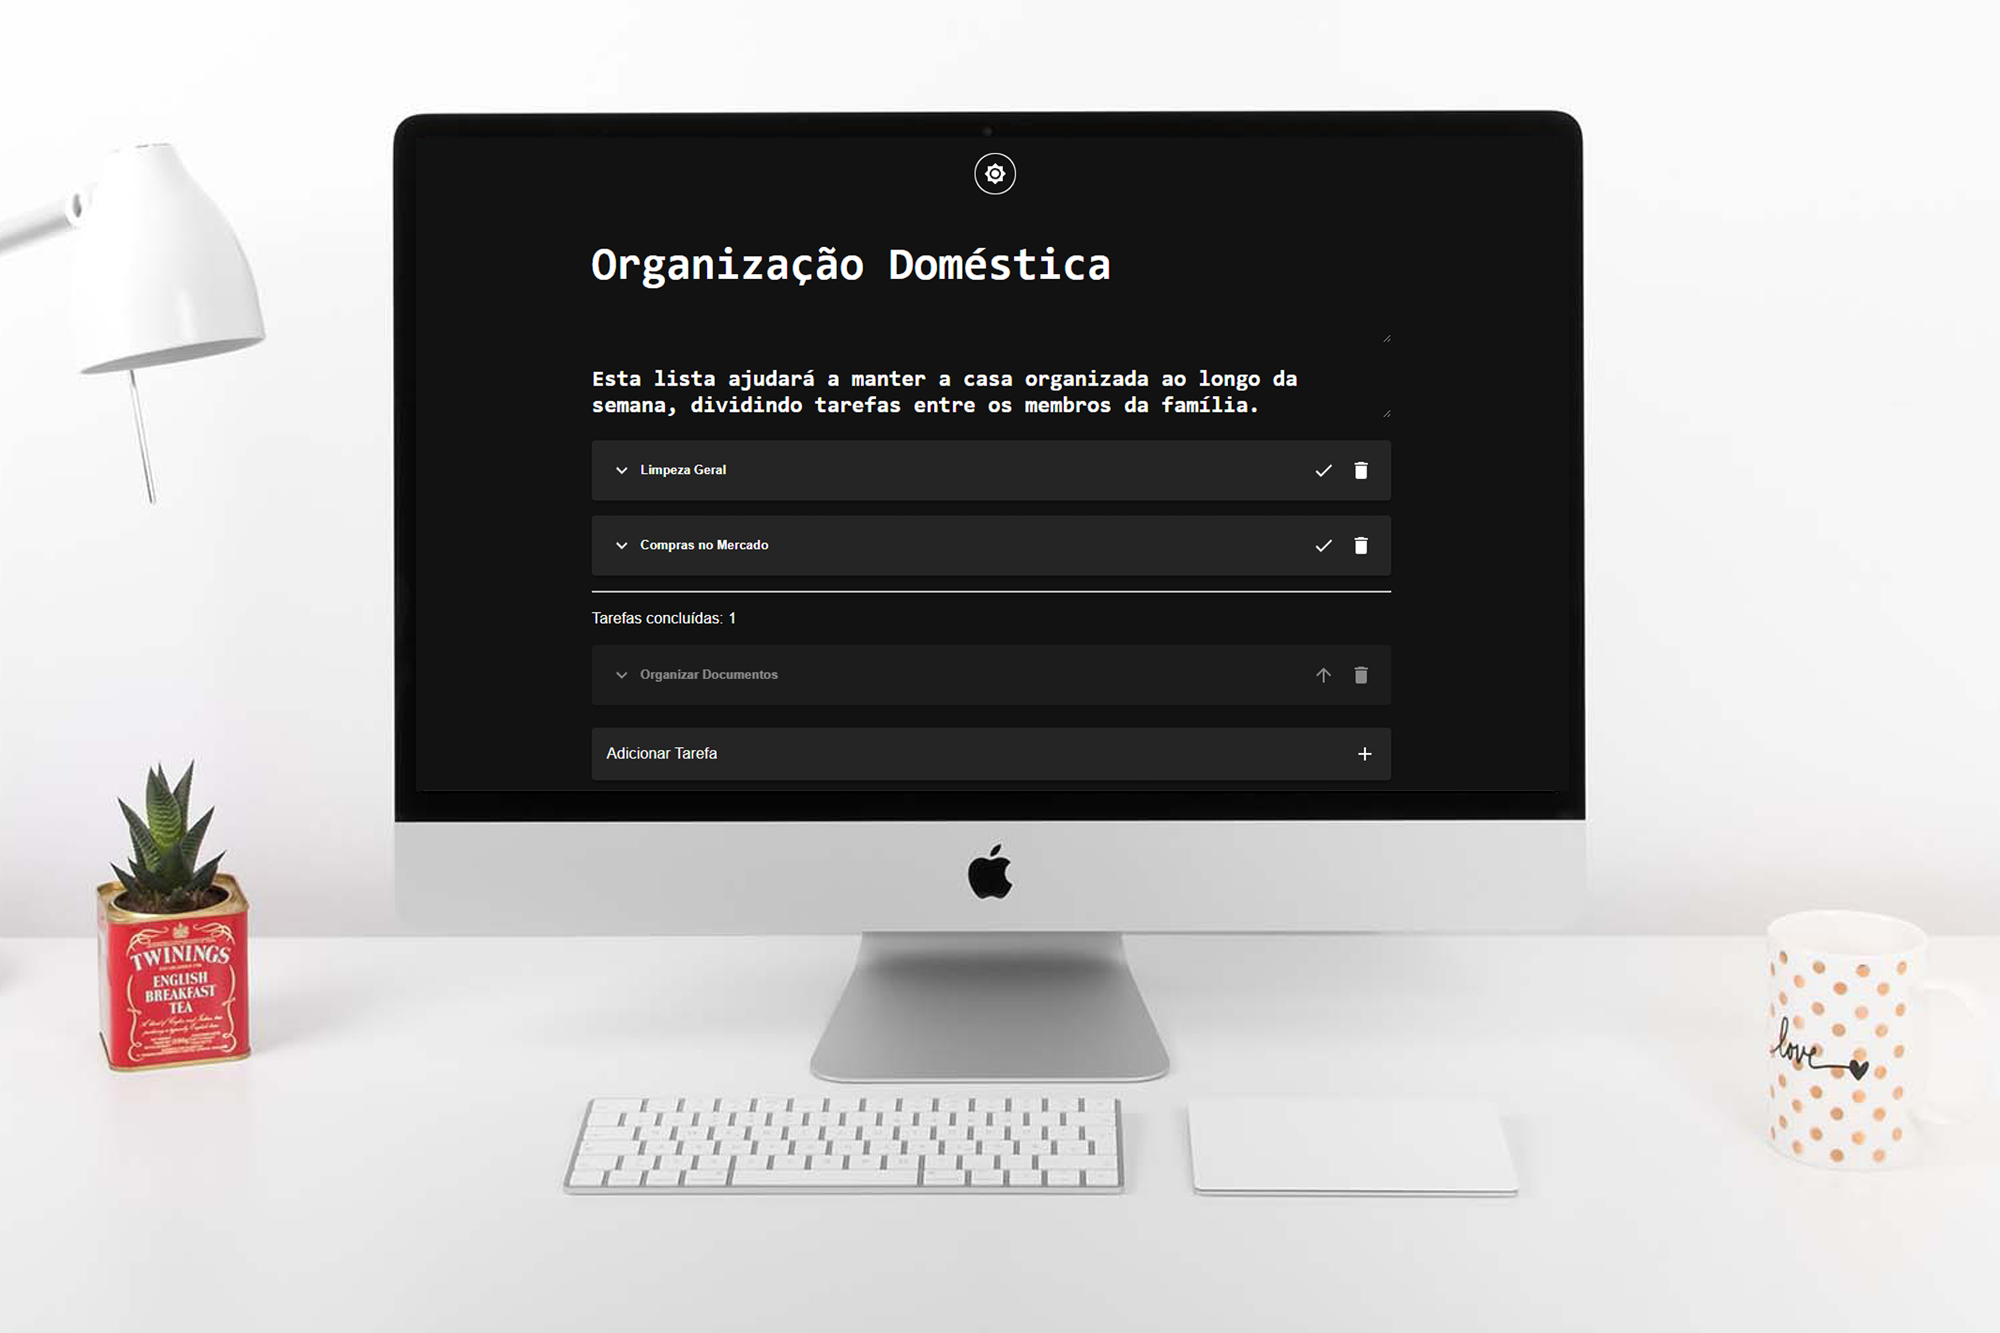 Organização Doméstica
Esta lista ajudará a manter a casa organizada ao longo da
semana, dividindo tarefas entre os membros da família.
Limpeza Geral
Compras no Mercado
Tarefas concluídas: 1
Organizar Documentos
Adicionar Tarefa
TWININGS
ENGLISH
BREAKFAST
TEA
love